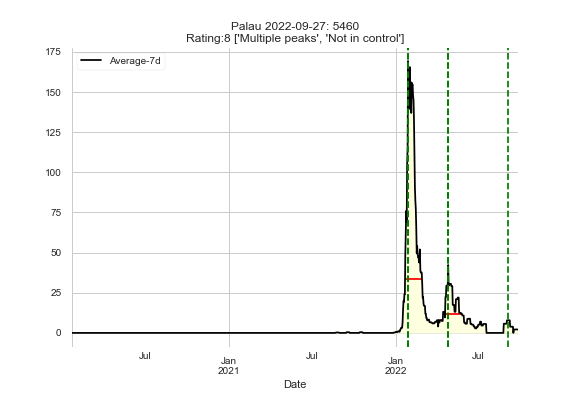 Palau 2022-09-27: 5460
Rating:8 ['Multiple peaks', 'Not in control']
Average-7d
175
150
125
100
75
50
25
0
Jul
Jan
2021
Jul
Jan
2022
Jul
Date